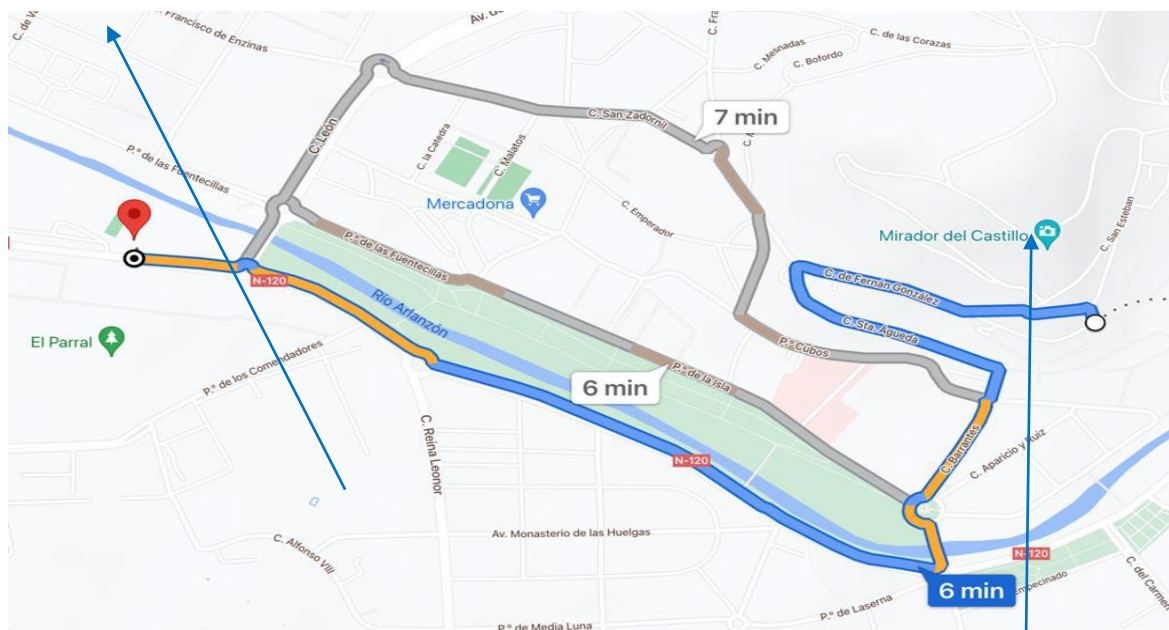 C. de V
Francisco de Enzinas
Av. G
C. Fra
C. de las Corazas
C. Mesnadas
C. Bofordo
C. San Zadornil
7 min
C. León
C. la Catedra
C. Malatos
P.º de las Fuentecillas
Mercadona
C. Emperador
C. San Esteban
Mirador del Castillo
P.º de las Fuentecillas
N-120
C. de Fernán González
Río Arlanzón
C. Sta. Águeda
El Parral
P.º Cubos
P.º de los Comendadores
P.º de la Isla
6 min
C. Reina Leonor
C. Barrantes
C. Aparicio y Ruiz
N-120
Av. Monasterio de las Huelgas
C. Alfonso VIII
N-120
Empecinado
6 min
C. del Carmen
P.º de Laserna
P.º de Media Luna